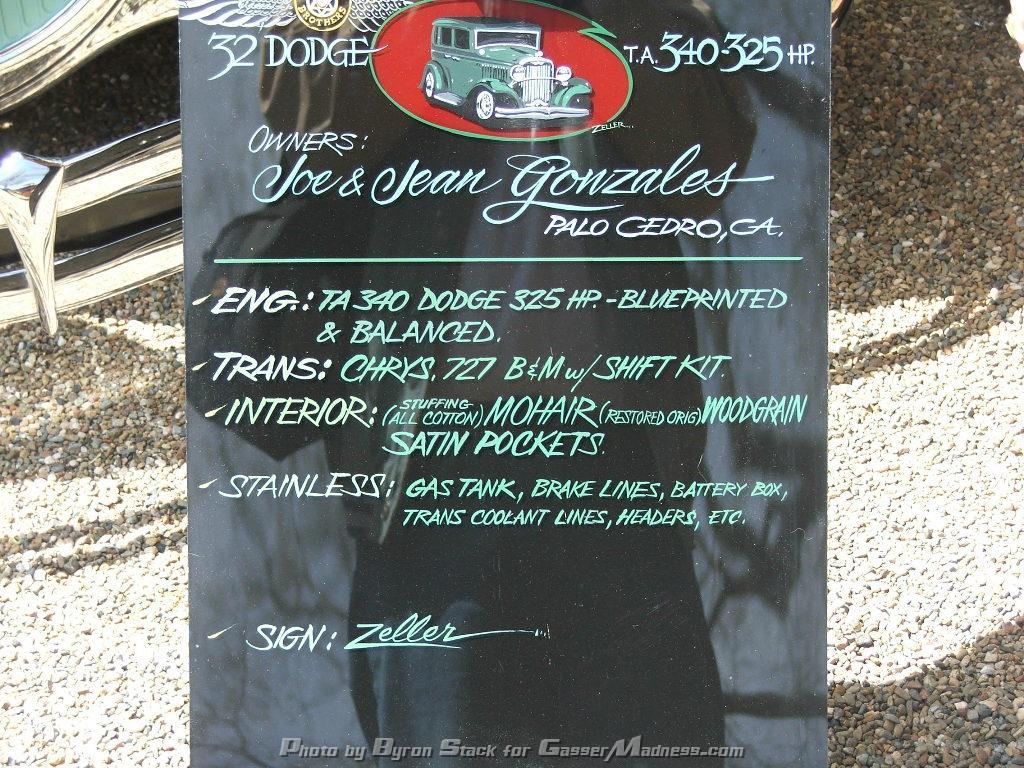 BROTHERS
32 DODGE T.A. 340-325 HP.
ZELLER...
OWNERS:
Joe & Jean Gonzales
PALO CEDRO, CA.
ENG.: TA 340 DODGE 325 HP. - BLUEPRINTED
& BALANCED.
TRANS: CHRYS. 727 B&M w/ SHIFT KIT.
INTERIOR: (STUFFING ALL COTTON) MOHAIR (RESTORED ORIG) WOODGRAIN
SATIN POCKETS.
STAINLESS: GAS TANK, BRAKE LINES, BATTERY BOX,
TRANS COOLANT LINES, HEADERS, ETC.
SIGN: Zeller
Photo by Byron Stack for GasserMadness.com